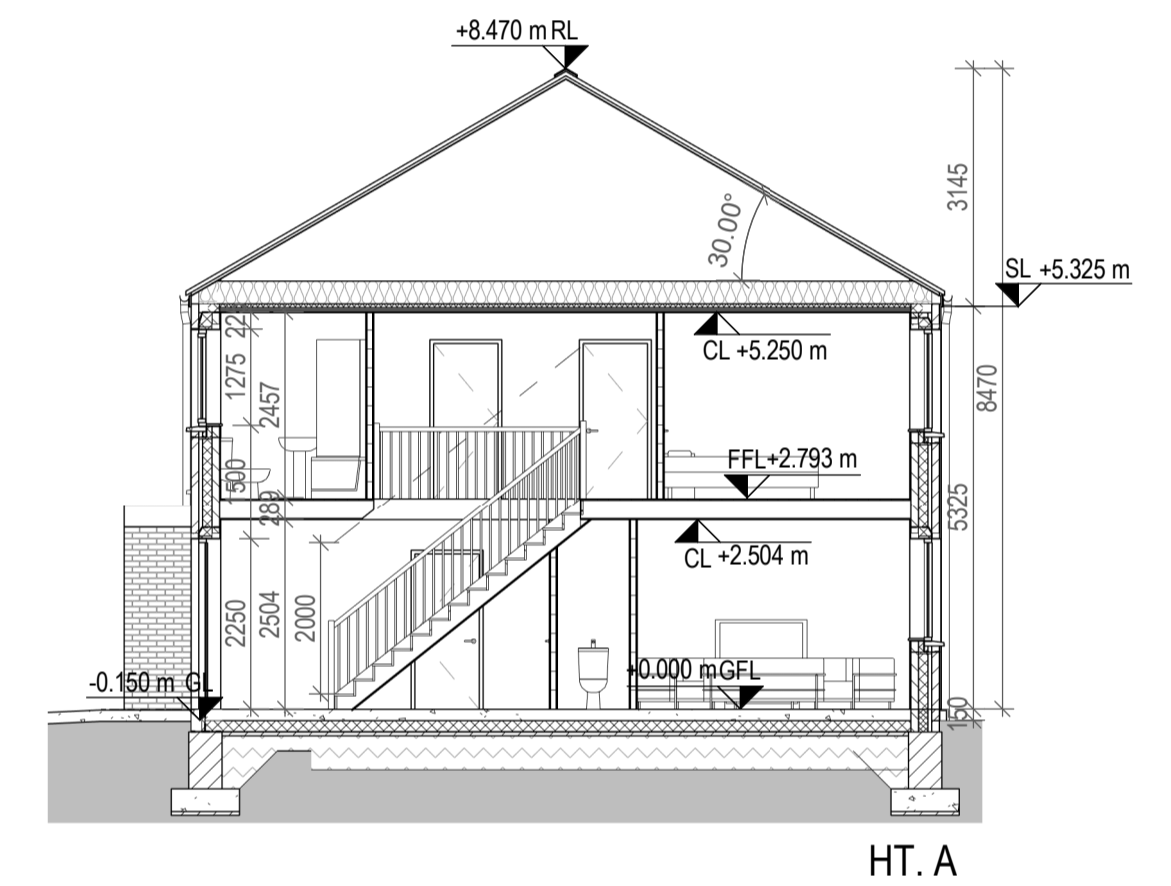 +8.470 m RL
3145
30.00°
SL +5.325 m
22
CL +5.250 m
1275
2457
8470
FFL+2.793 m
500
289
5325
CL +2.504 m
2250
2504
2000
+0.000 m GFL
-0.150 m GL
150
HT. A